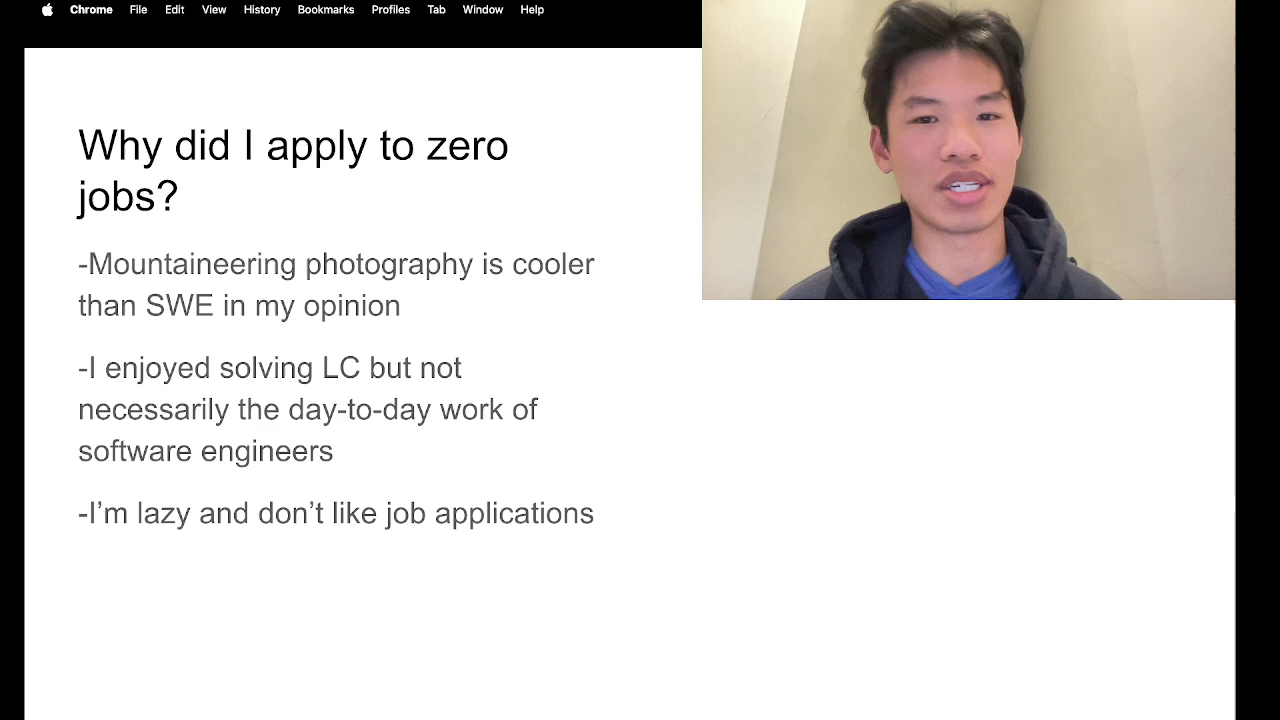 Chrome File Edit View History Bookmarks Profiles Tab Window Help
Why did I apply to zero
jobs?
-Mountaineering photography is cooler
than SWE in my opinion
-I enjoyed solving LC but not
necessarily the day-to-day work of
software engineers
-I’m lazy and don’t like job applications